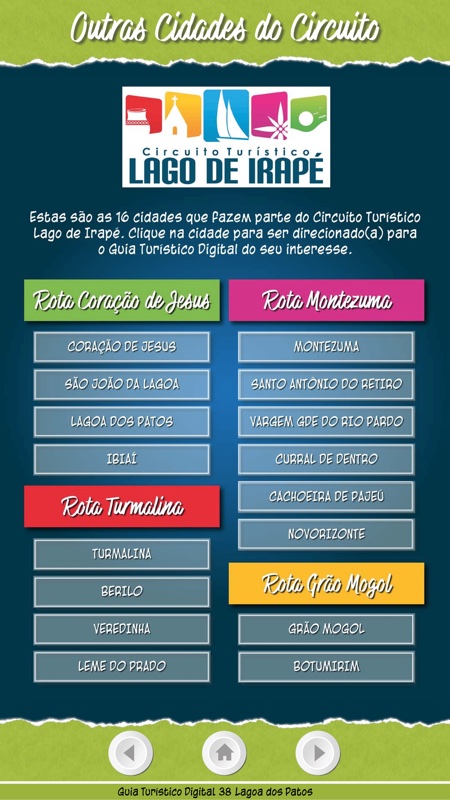 Outras Cidades do Circuito
Circuito Turístico
LAGO DE IRAPÉ
Estas são as 16 cidades que fazem parte do Circuito Turístico
Lago de Irapé. Clique na cidade para ser direcionado(a) para
o Guia Turístico Digital do seu interesse.
Rota Coração de Jesus
CORAÇÃO DE JESUS
SÃO JOÃO DA LAGOA
LAGOA DOS PATOS
IBIAÍ
Rota Turmalina
TURMALINA
BERILO
VEREDINHA
LEME DO PRADO
Rota Montezuma
MONTEZUMA
SANTO ANTÔNIO DO RETIRO
VARGEM GDE DO RIO PARDO
CURRAL DE DENTRO
CACHOEIRA DE PAJEÚ
NOVORIZONTE
Rota Grão Mogol
GRÃO MOGOL
BOTUMIRIM
Guia Turístico Digital 38 Lagoa dos Patos